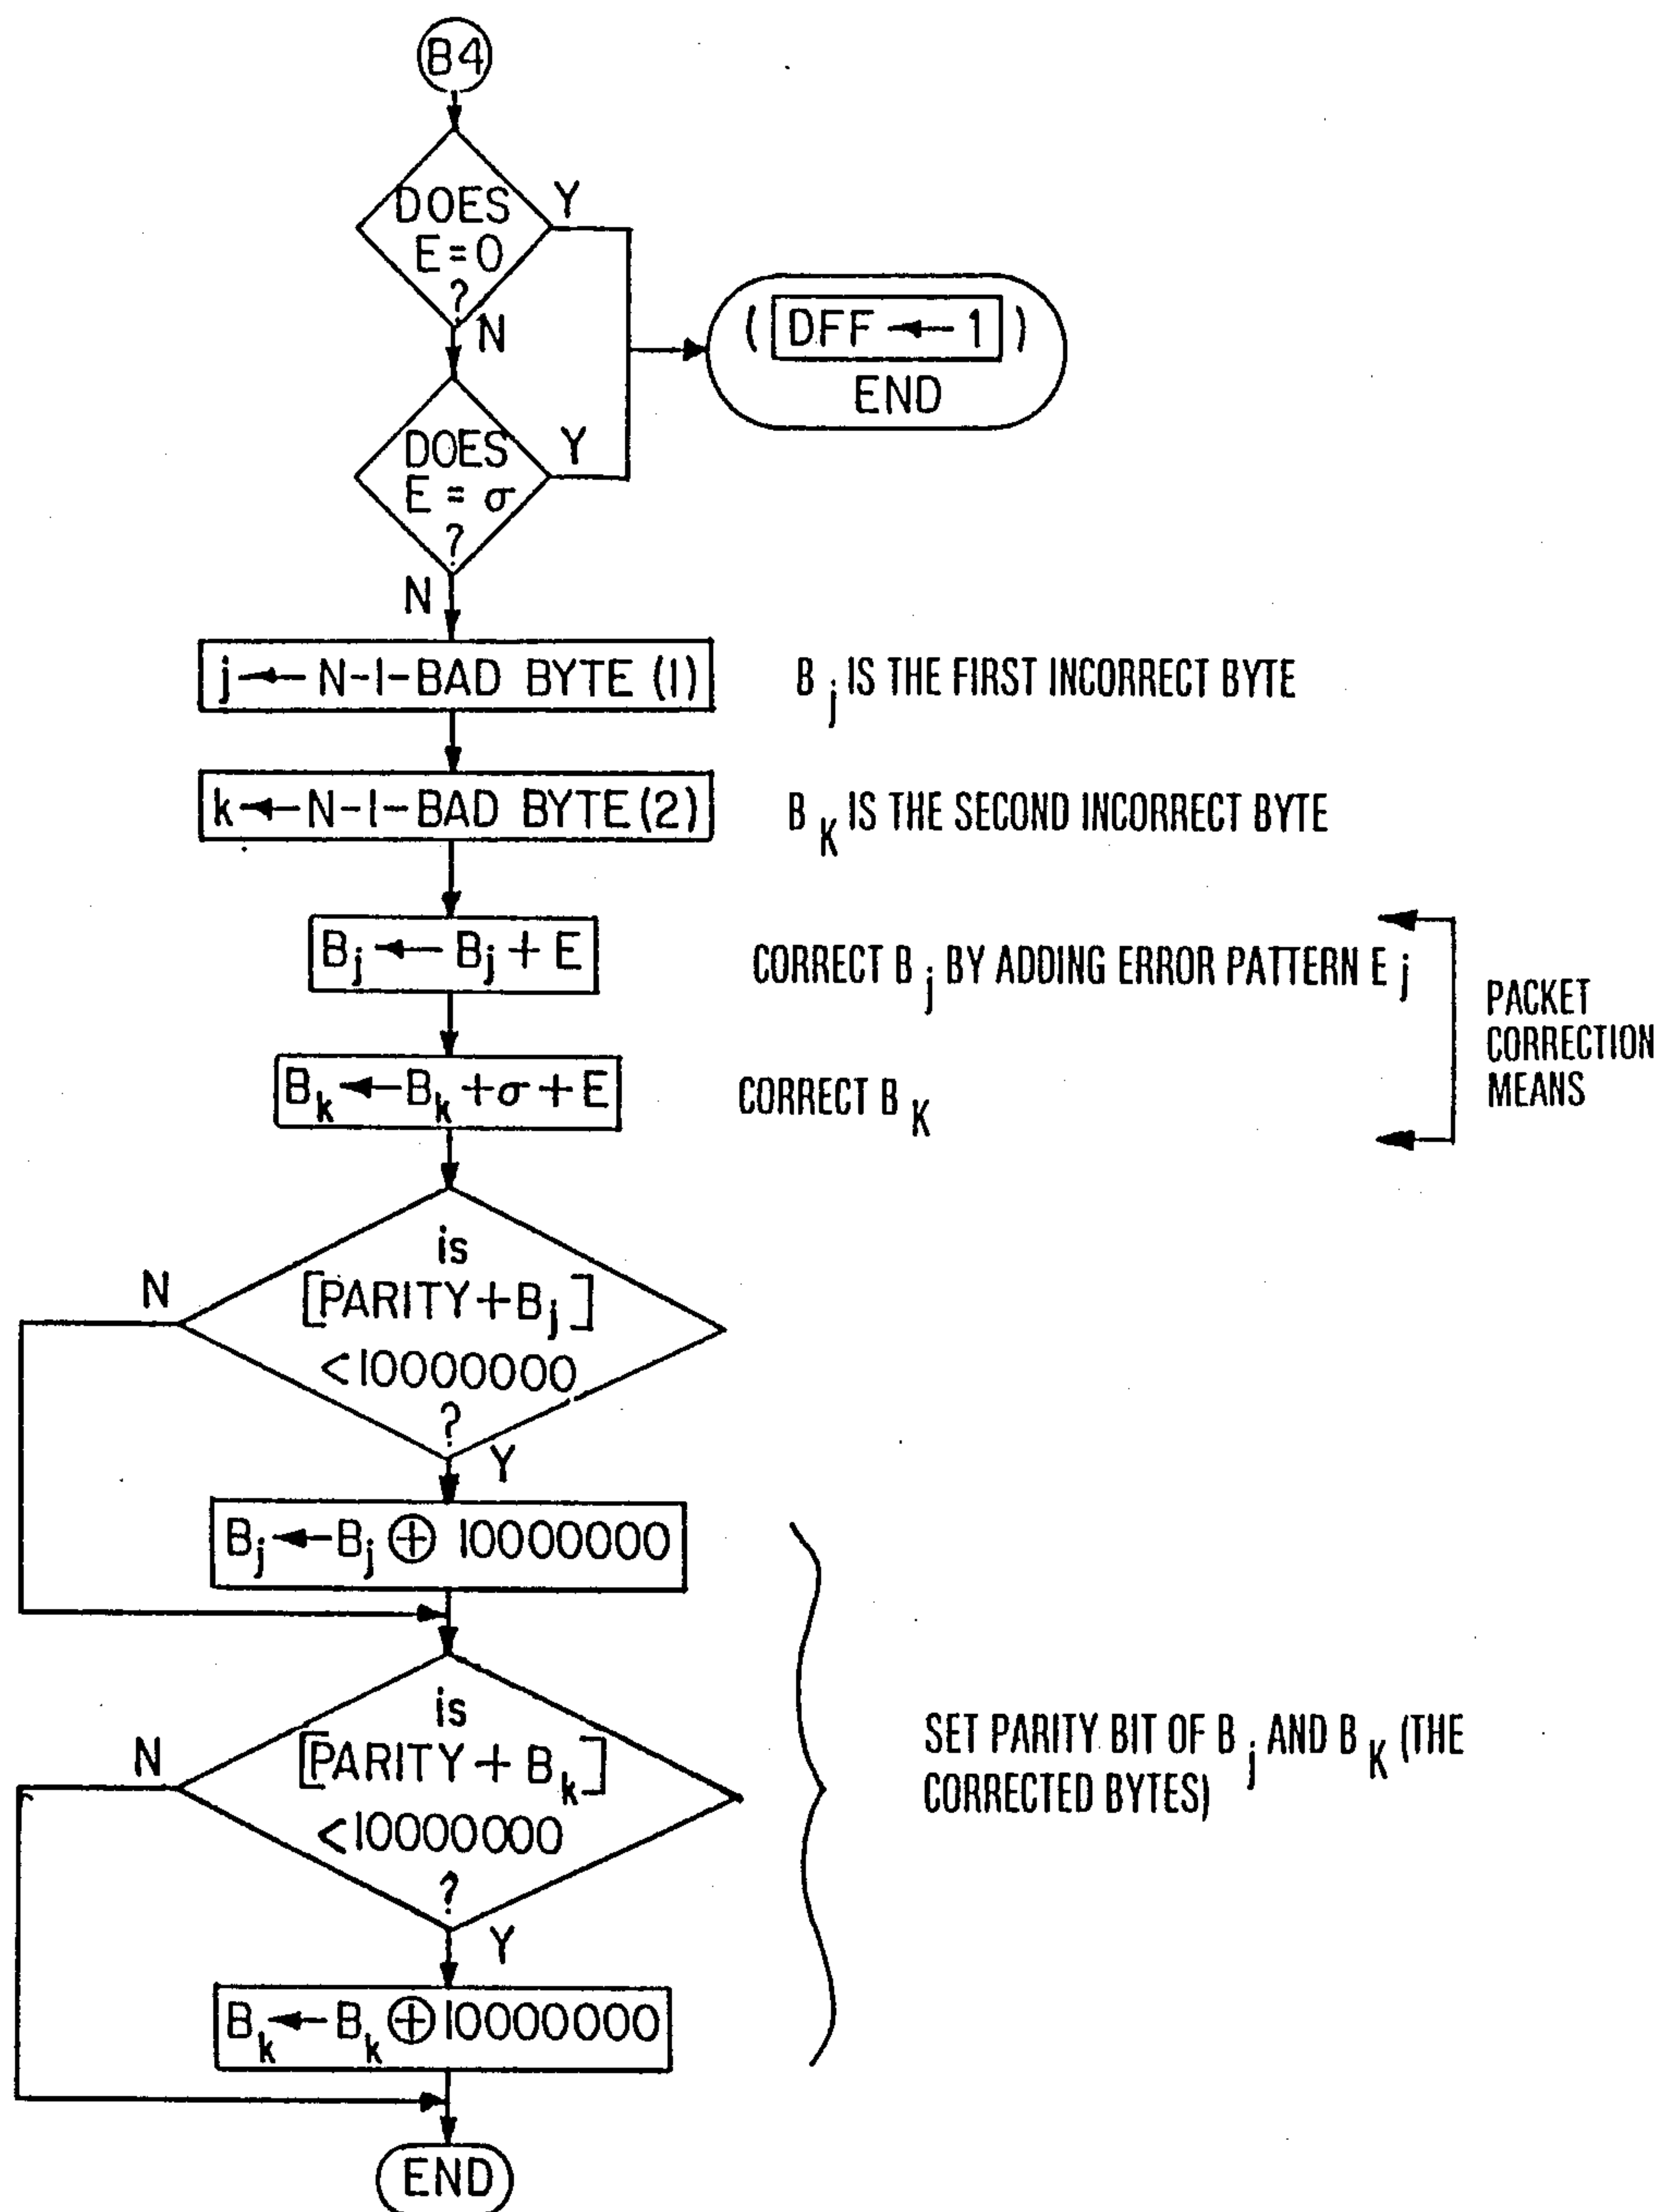 B4
DOES
E=0
?
Y
N
( DFF ← 1 )
END
DOES
E = σ
?
Y
N
j ← N-1-BAD BYTE (1)
B j IS THE FIRST INCORRECT BYTE
k ← N-1-BAD BYTE (2)
B K IS THE SECOND INCORRECT BYTE
Bj ← Bj + E
CORRECT B j BY ADDING ERROR PATTERN E j
PACKET
CORRECTION
MEANS
Bk ← Bk + σ + E
CORRECT B K
is
[PARITY + Bj]
<10000000
?
N
Y
Bj ← Bj ⊕ 10000000
is
[PARITY + Bk]
<10000000
?
N
Y
SET PARITY BIT OF B j AND B K (THE
CORRECTED BYTES)
Bk ← Bk ⊕ 10000000
END